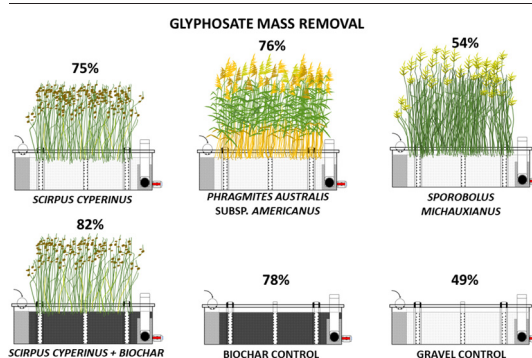 GLYPHOSATE MASS REMOVAL
75%
76%
54%
SCIRPUS CYPERINUS
PHRAGMITES AUSTRALIS
SUBSP. AMERICANUS
SPOROBOLUS
MICHAUXIANUS
82%
78%
49%
SCIRPUS CYPERINUS + BIOCHAR
BIOCHAR CONTROL
GRAVEL CONTROL